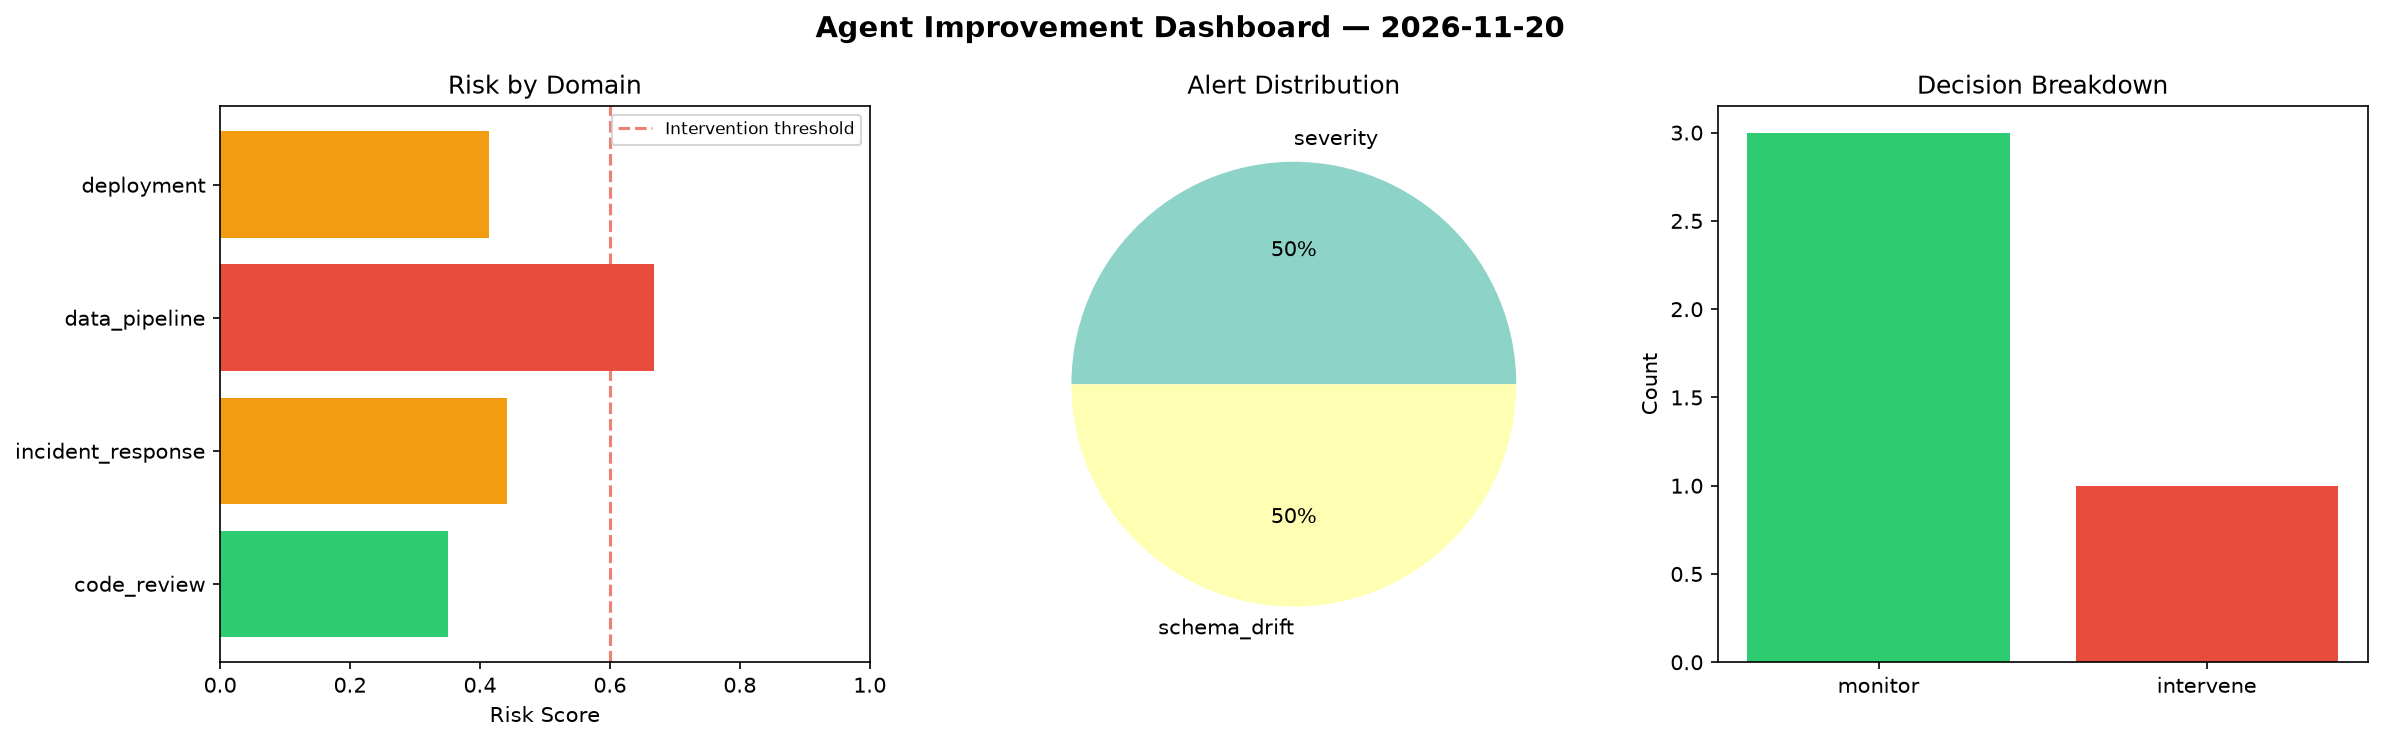 Agent Improvement Dashboard — 2026-11-20
Risk by Domain
Intervention threshold
deployment
data_pipeline
incident_response
code_review
0.0 0.2 0.4 0.6 0.8 1.0
Risk Score
Alert Distribution
severity
50%
50%
schema_drift
Decision Breakdown
Count
3.0
2.5
2.0
1.5
1.0
0.5
0.0
monitor intervene